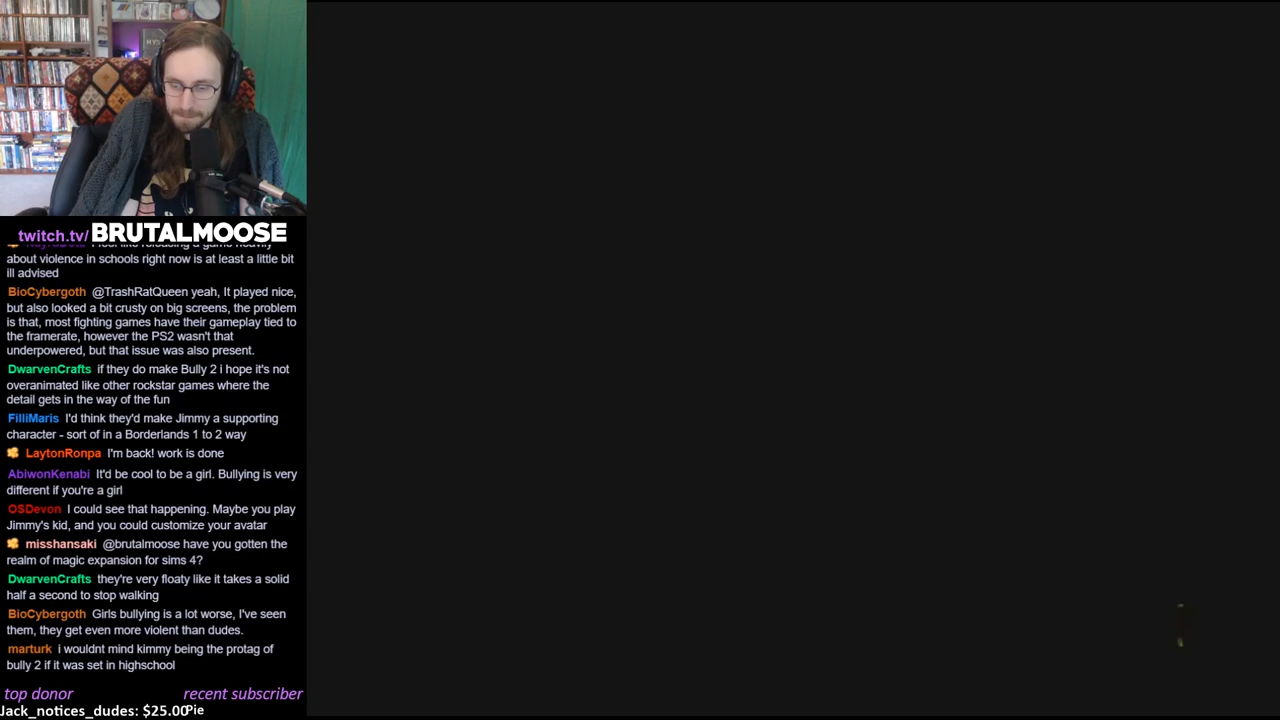 twitch.tv/BRUTALMOOSE
about violence in schools right now is at least a little bit
ill advised
BioCybergoth @TrashRatQueen yeah, It played nice,
but also looked a bit crusty on big screens, the problem
is that, most fighting games have their gameplay tied to
the framerate, however the PS2 wasn't that
underpowered, but that issue was also present.
DwarvenCrafts if they do make Bully 2 i hope it's not
overanimated like other rockstar games where the
detail gets in the way of the fun
FilliMaris I'd think they'd make Jimmy a supporting
character - sort of in a Borderlands 1 to 2 way
LaytonRonpa I'm back! work is done
AbiwonKenabi It'd be cool to be a girl. Bullying is very
different if you're a girl
OSDevon I could see that happening. Maybe you play
Jimmy's kid, and you could customize your avatar
misshansaki @brutalmoose have you gotten the
realm of magic expansion for sims 4?
DwarvenCrafts they're very floaty like it takes a solid
half a second to stop walking
BioCybergoth Girls bullying is a lot worse, I've seen
them, they get even more violent than dudes.
marturk i wouldnt mind kimmy being the protag of
bully 2 if it was set in highschool
top donor recent subscriber
Jack_notices_dudes: $25.00 Pie